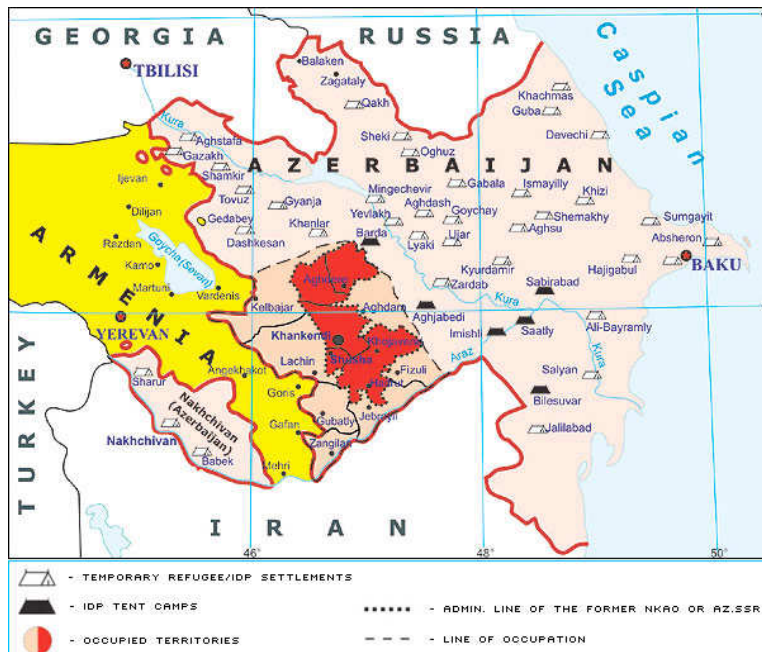 GEORGIA
RUSSIA
Caspian
Sea
TBILISI
Balaken
Zagataly
Qakh
Khachmas
Guba
Devechi
Kura
Aghstafa
Gazakh
Sheki
Oghuz
AZERBAIJAN
Shamkir
Tovuz
Gyanja
Mingechevir
Gabala
Ismayilly
Khizi
Ijevan
Dilijan
Gedabey
Dashkesan
Khanlar
Yevlakh
Aghdash
Goychay
Shemakhy
Sumgayit
Absheron
Aghsu
Ujar
Lyaki
Barda
BAKU
Razdan
Goycha(Sevan)
Kamo
Martuni
Vardenis
ARMENIA
Kelbajar
Aghdam
Zardab
Kyurdamir
Hajigabul
Sabirabad
Kura
YEREVAN
Khankendi
Aghjabedi
Imishli
Saatly
Ali-Bayramly
Kura
Lachin
Shusha
Fizuli
Araz
Angekhakot
Goris
Hadrut
Salyan
Bilesuvar
Sharur
Nakhchivan
(Azerbaijan)
Nakhchivan
Babek
Gubatly
Jebrayil
Gafan
Zangilan
Mehri
Jalilabad
TURKEY
IRAN
46°
48°
50°
- TEMPORARY REFUGEE/IDP SETTLEMENTS
- IDP TENT CAMPS
- OCCUPIED TERRITORIES
- ADMIN. LINE OF THE FORMER NKAO OR AZ.SSR
- LINE OF OCCUPATION